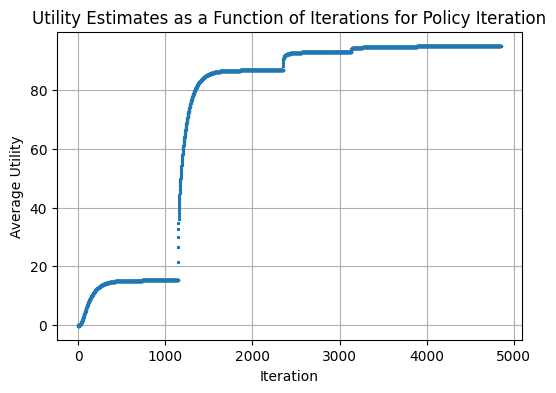 Utility Estimates as a Function of Iterations for Policy Iteration
Average Utility
80
60
40
20
0
0 1000 2000 3000 4000 5000
Iteration